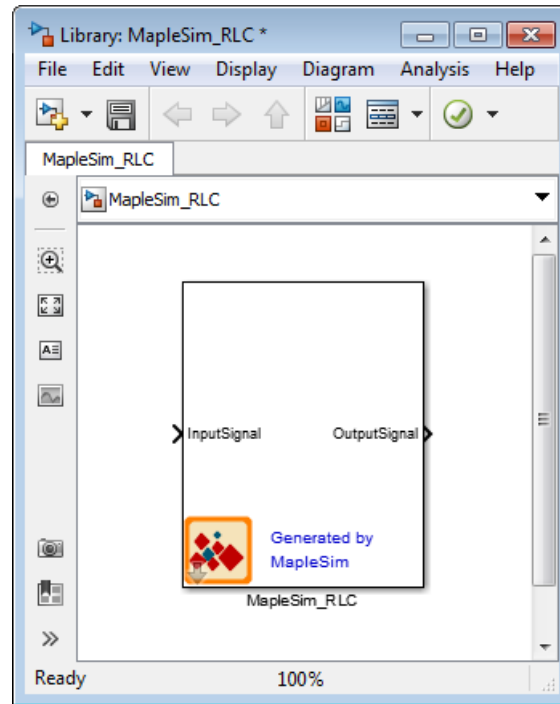 Library: MapleSim_RLC *
File Edit View Display Diagram Analysis Help
MapleSim_RLC
MapleSim_RLC
InputSignal OutputSignal
Generated by
MapleSim
MapleSim_RLC
Ready 100%